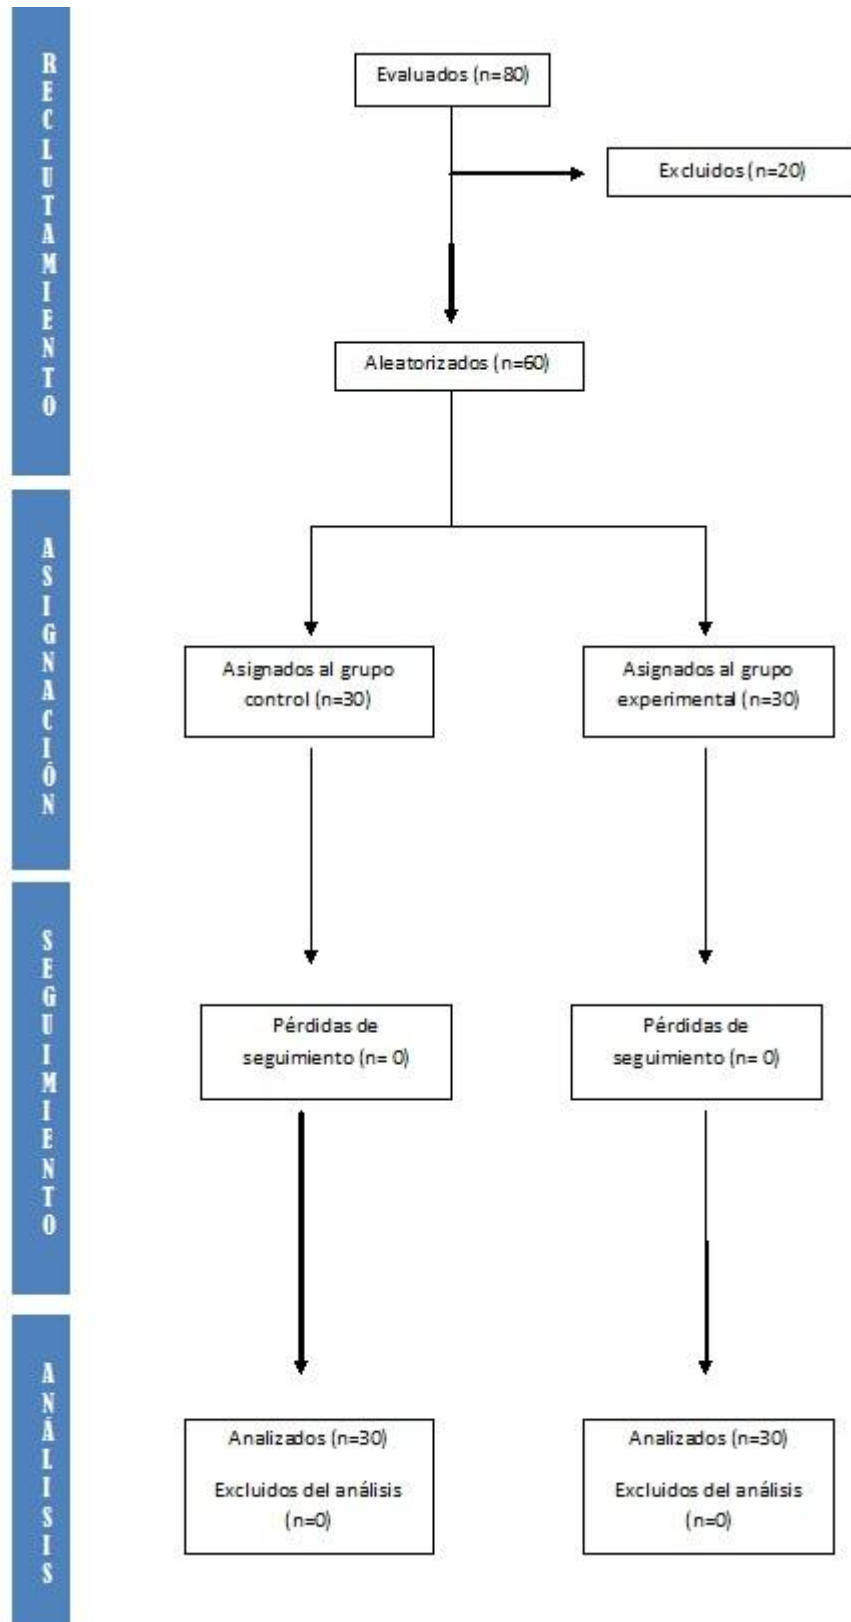 RECLUTAMIENTO
Evaluados (n=80)
Excluidos (n=20)
Aleatorizados (n=60)
ASIGNACIÓN
Asignados al grupo
control (n=30)
Asignados al grupo
experimental (n=30)
SEGUIMIENTO
Pérdidas de
seguimiento (n= 0)
Pérdidas de
seguimiento (n= 0)
ANÁLISIS
Analizados (n=30)
Excluidos del análisis
(n=0)
Analizados (n=30)
Excluidos del análisis
(n=0)